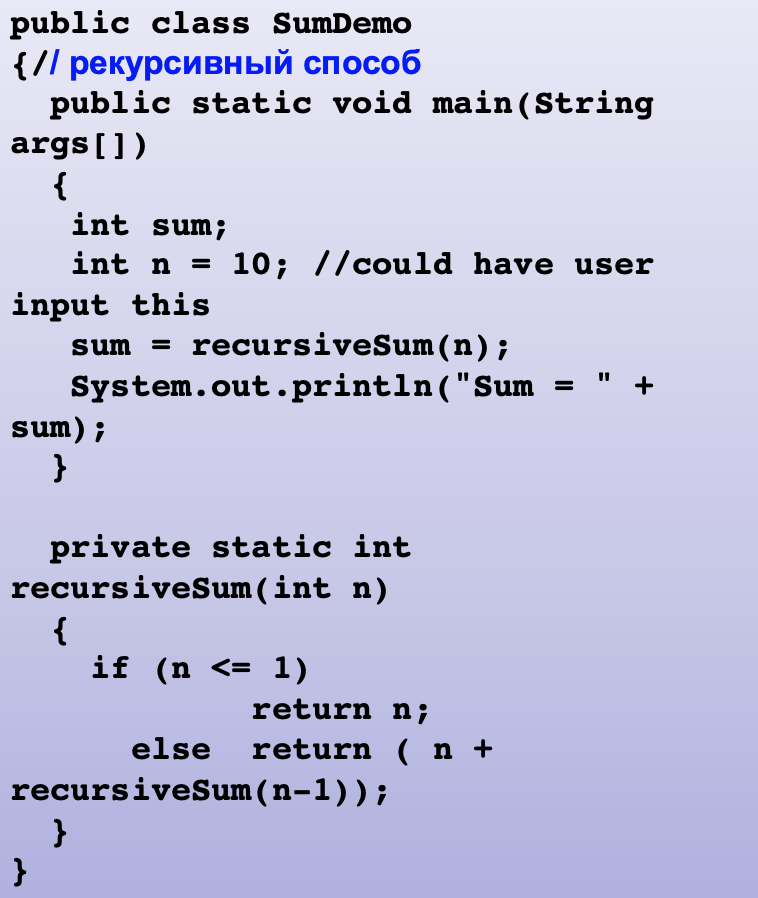 public class SumDemo
{// рекурсивный способ
  public static void main(String
args[])
  {
   int sum;
   int n = 10; //could have user
input this
   sum = recursiveSum(n);
   System.out.println("Sum = " +
sum);
  }

  private static int
recursiveSum(int n)
  {
    if (n <= 1)
            return n;
      else  return ( n +
recursiveSum(n-1));
  }
}